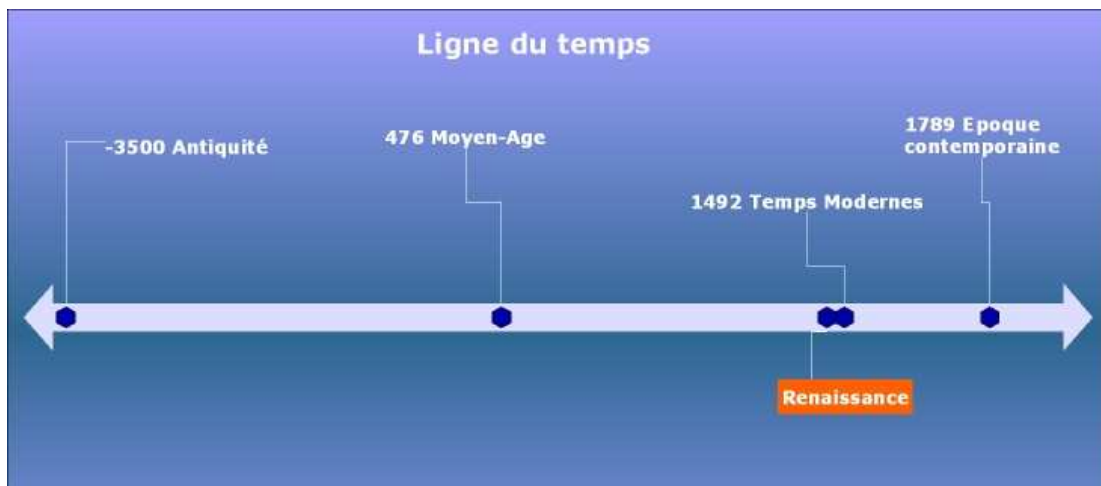 Ligne du temps
-3500 Antiquité
476 Moyen-Age
1789 Epoque
contemporaine
1492 Temps Modernes
Renaissance